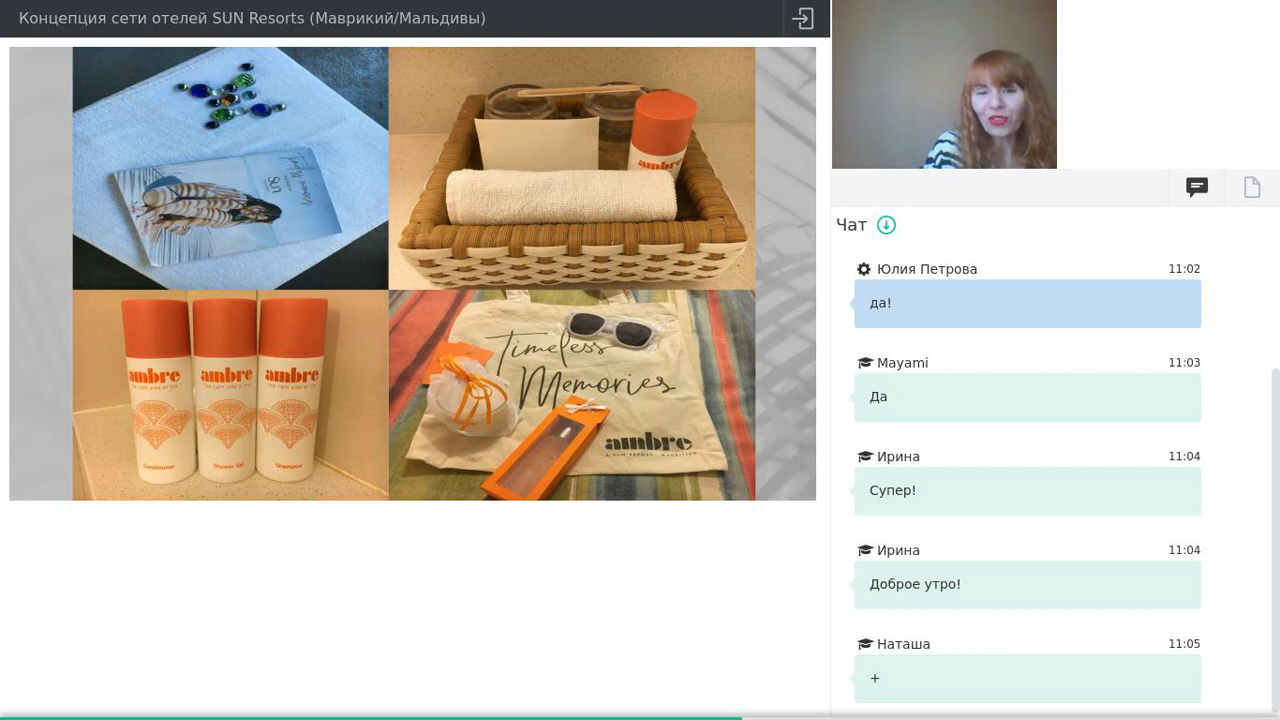 Концепция сети отелей SUN Resorts (Маврикий/Мальдивы)
SUN
ambre
ambre
ambre
ambre
Conditioner
Shower Gel
Shampoo
Timeless
Memories
ambre
A SUN RESORT MAURITIUS
Чат
Юлия Петрова 11:02
да!
Mayami 11:03
Да
Ирина 11:04
Супер!
Ирина 11:04
Доброе утро!
Наташа 11:05
+